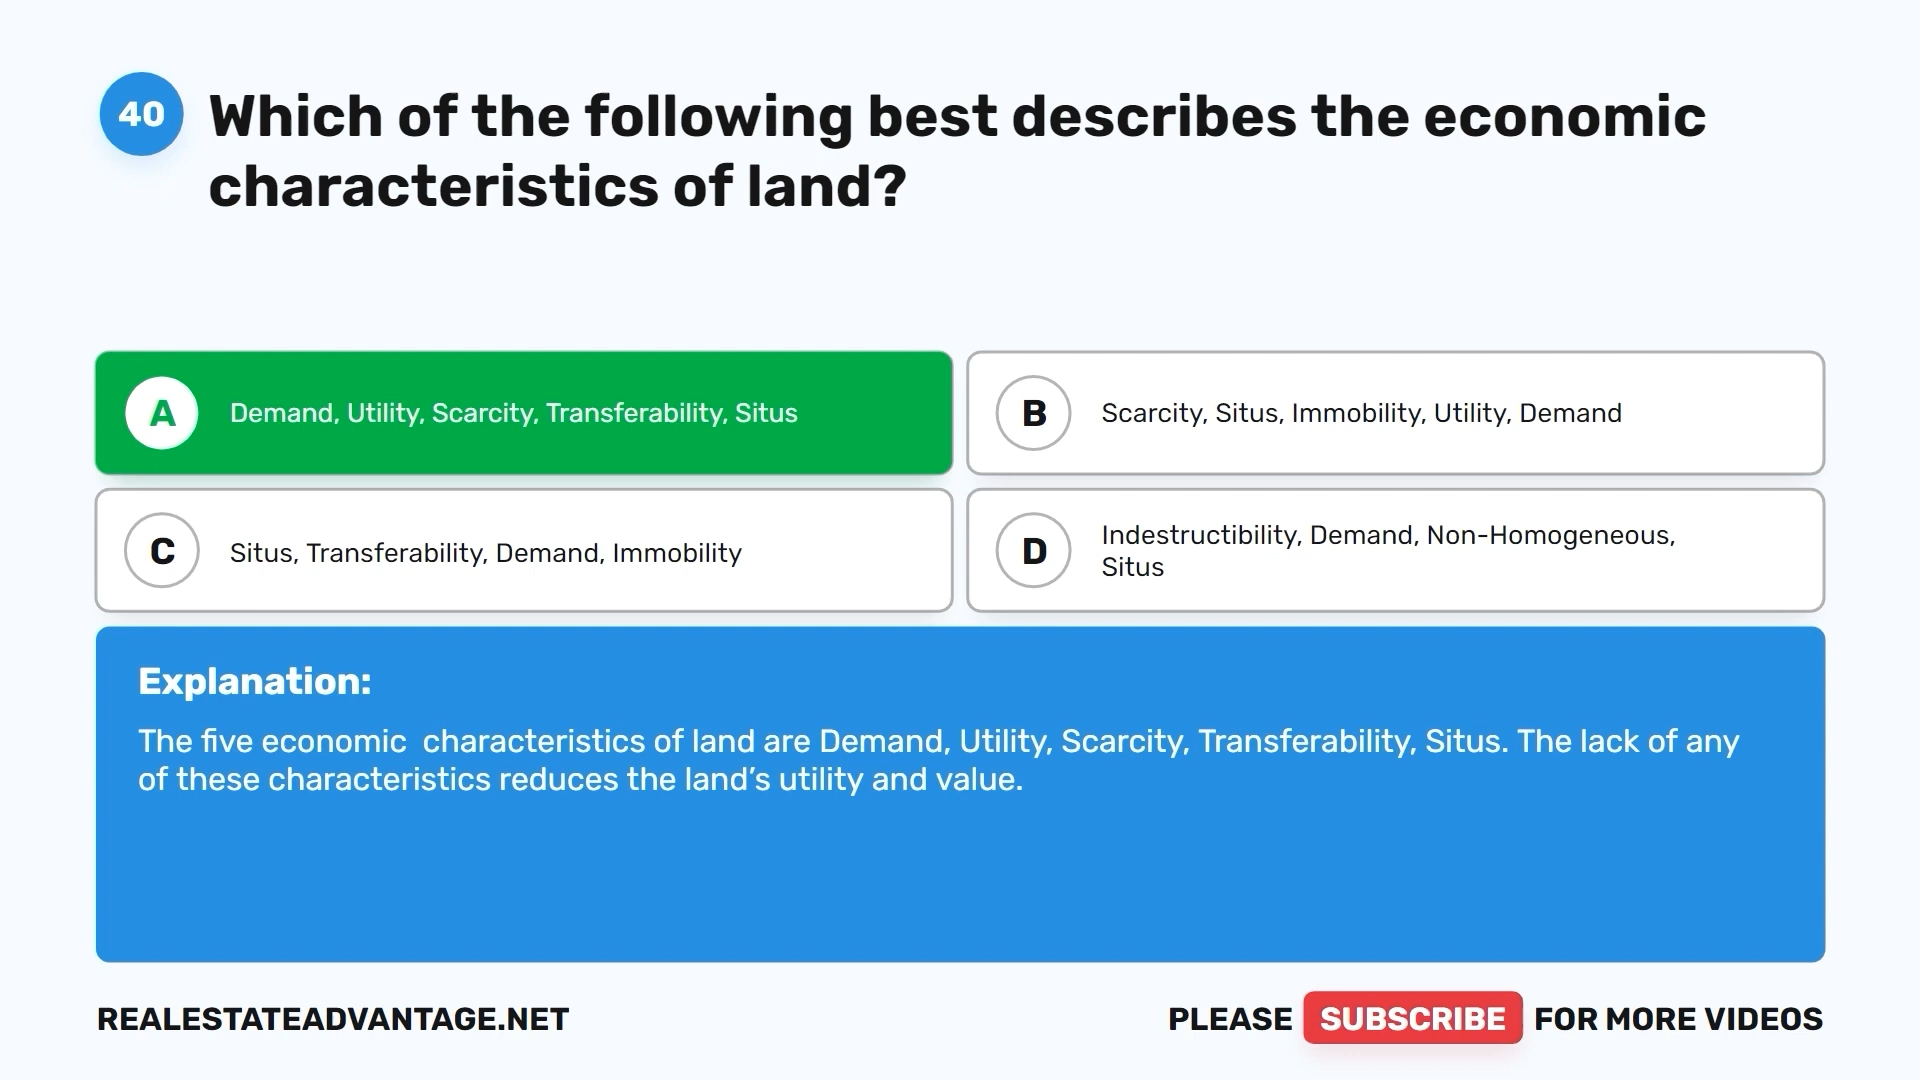 40
Which of the following best describes the economic
characteristics of land?
A
Demand, Utility, Scarcity, Transferability, Situs
B
Scarcity, Situs, Immobility, Utility, Demand
C
Situs, Transferability, Demand, Immobility
D
Indestructibility, Demand, Non-Homogeneous,
Situs
Explanation:
The five economic  characteristics of land are Demand, Utility, Scarcity, Transferability, Situs. The lack of any
of these characteristics reduces the land’s utility and value.
REALESTATEADVANTAGE.NET
PLEASE SUBSCRIBE FOR MORE VIDEOS